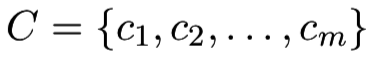 C = {c₁, c₂, . . . , cₘ}